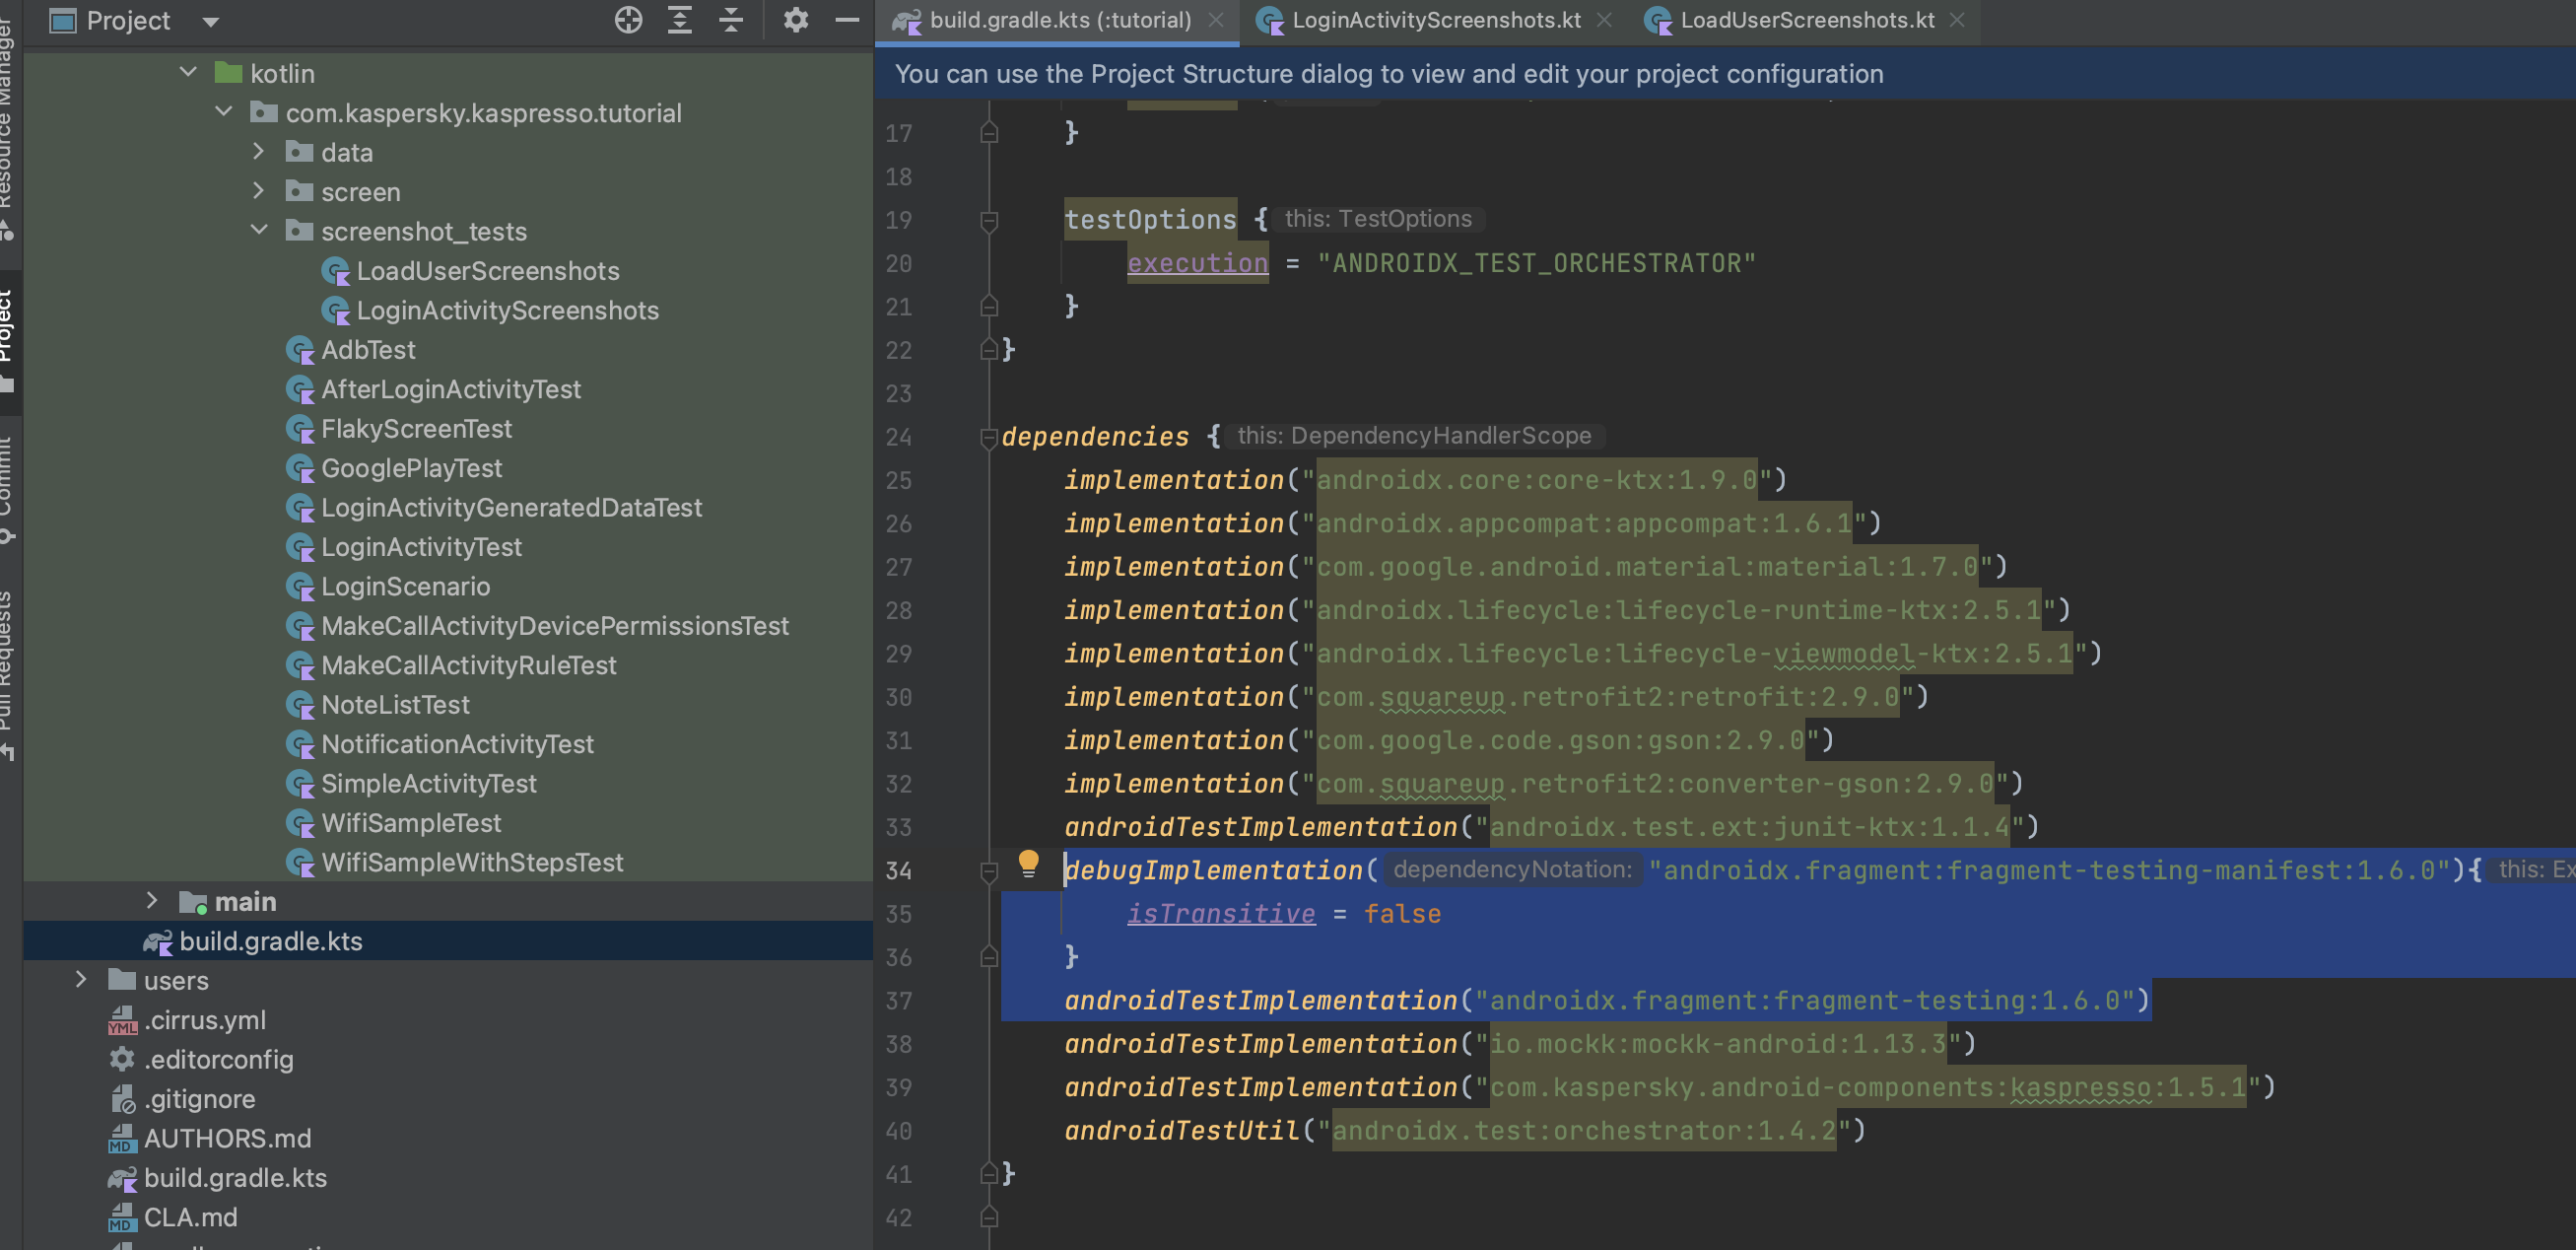 Project
Resource Manager
Project
Commit
Pull Requests
kotlin
com.kaspersky.kaspresso.tutorial
data
screen
screenshot_tests
LoadUserScreenshots
LoginActivityScreenshots
AdbTest
AfterLoginActivityTest
FlakyScreenTest
GooglePlayTest
LoginActivityGeneratedDataTest
LoginActivityTest
LoginScenario
MakeCallActivityDevicePermissionsTest
MakeCallActivityRuleTest
NoteListTest
NotificationActivityTest
SimpleActivityTest
WifiSampleTest
WifiSampleWithStepsTest
main
build.gradle.kts
users
.cirrus.yml
.editorconfig
.gitignore
AUTHORS.md
build.gradle.kts
CLA.md
build.gradle.kts (:tutorial) LoginActivityScreenshots.kt LoadUserScreenshots.kt
You can use the Project Structure dialog to view and edit your project configuration
17 }
18
19 testOptions { this: TestOptions
20 execution = "ANDROIDX_TEST_ORCHESTRATOR"
21 }
22 }
23
24 dependencies { this: DependencyHandlerScope
25 implementation("androidx.core:core-ktx:1.9.0")
26 implementation("androidx.appcompat:appcompat:1.6.1")
27 implementation("com.google.android.material:material:1.7.0")
28 implementation("androidx.lifecycle:lifecycle-runtime-ktx:2.5.1")
29 implementation("androidx.lifecycle:lifecycle-viewmodel-ktx:2.5.1")
30 implementation("com.squareup.retrofit2:retrofit:2.9.0")
31 implementation("com.google.code.gson:gson:2.9.0")
32 implementation("com.squareup.retrofit2:converter-gson:2.9.0")
33 androidTestImplementation("androidx.test.ext:junit-ktx:1.1.4")
34 debugImplementation( dependencyNotation: "androidx.fragment:fragment-testing-manifest:1.6.0"){ this: Ex
35 isTransitive = false
36 }
37 androidTestImplementation("androidx.fragment:fragment-testing:1.6.0")
38 androidTestImplementation("io.mockk:mockk-android:1.13.3")
39 androidTestImplementation("com.kaspersky.android-components:kaspresso:1.5.1")
40 androidTestUtil("androidx.test:orchestrator:1.4.2")
41 }
42